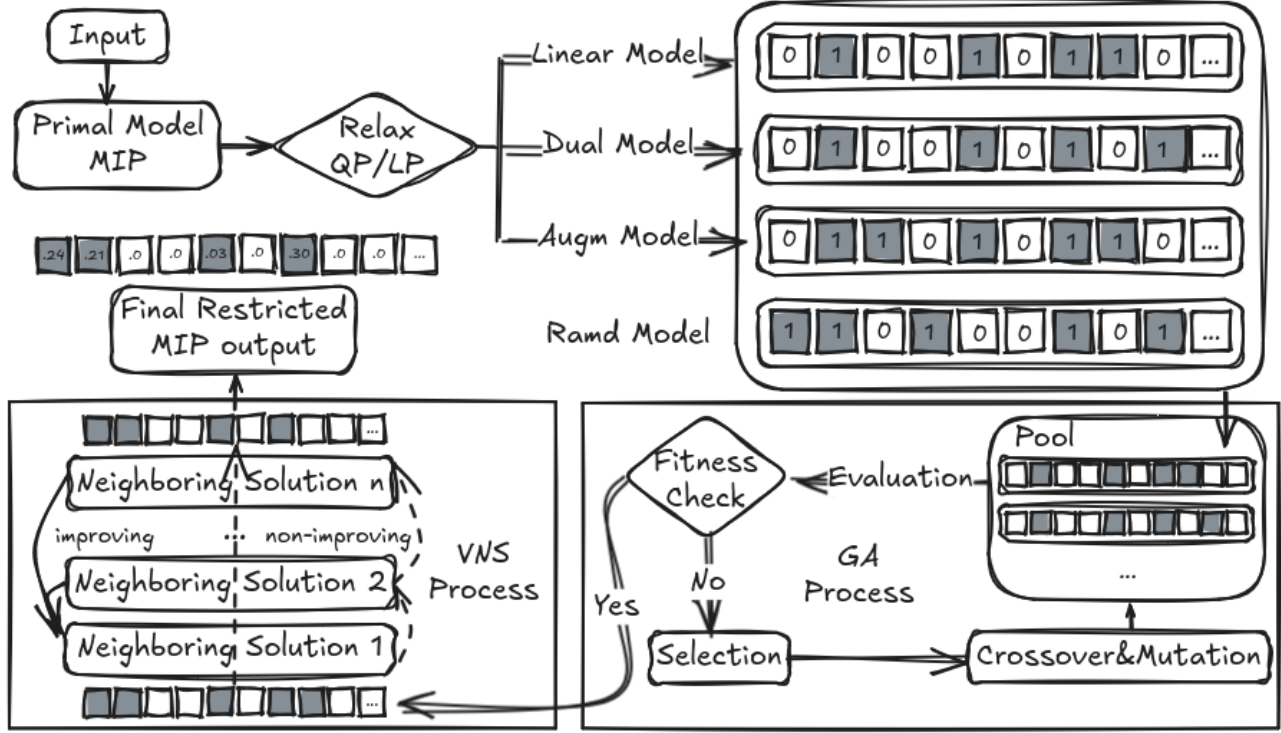 Input
Primal Model
MIP
Relax
QP/LP
Linear Model
0 1 0 0 1 0 1 1 0 ...
Dual Model
0 1 0 0 1 0 1 0 1 ...
Augm Model
0 1 1 0 1 0 1 1 0 ...
Ramd Model
1 1 0 1 0 0 1 0 1 ...
.24 .21 .0 .0 .03 .0 .30 .0 .0 ...
Final Restricted
MIP output
...
Neighboring Solution n
improving ... non-improving
Neighboring Solution 2
Neighboring Solution 1
...
VNS
Process
Pool
...
Evaluation
Fitness
Check
GA
Process
No
Yes
Selection
Crossover&Mutation